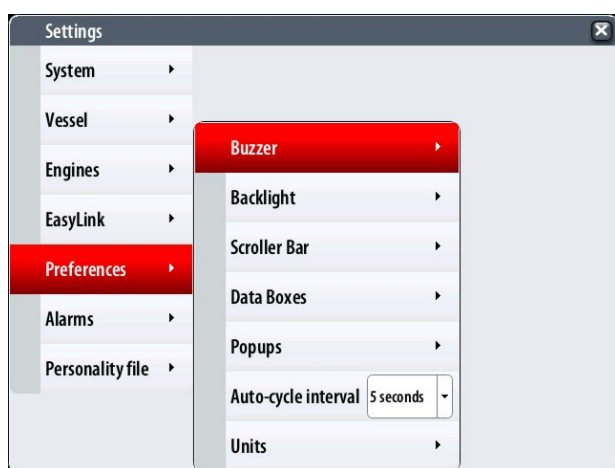 Settings
System
Vessel
Engines
EasyLink
Preferences
Alarms
Personality file
Buzzer
Backlight
Scroller Bar
Data Boxes
Popups
Auto-cycle interval 5 seconds
Units